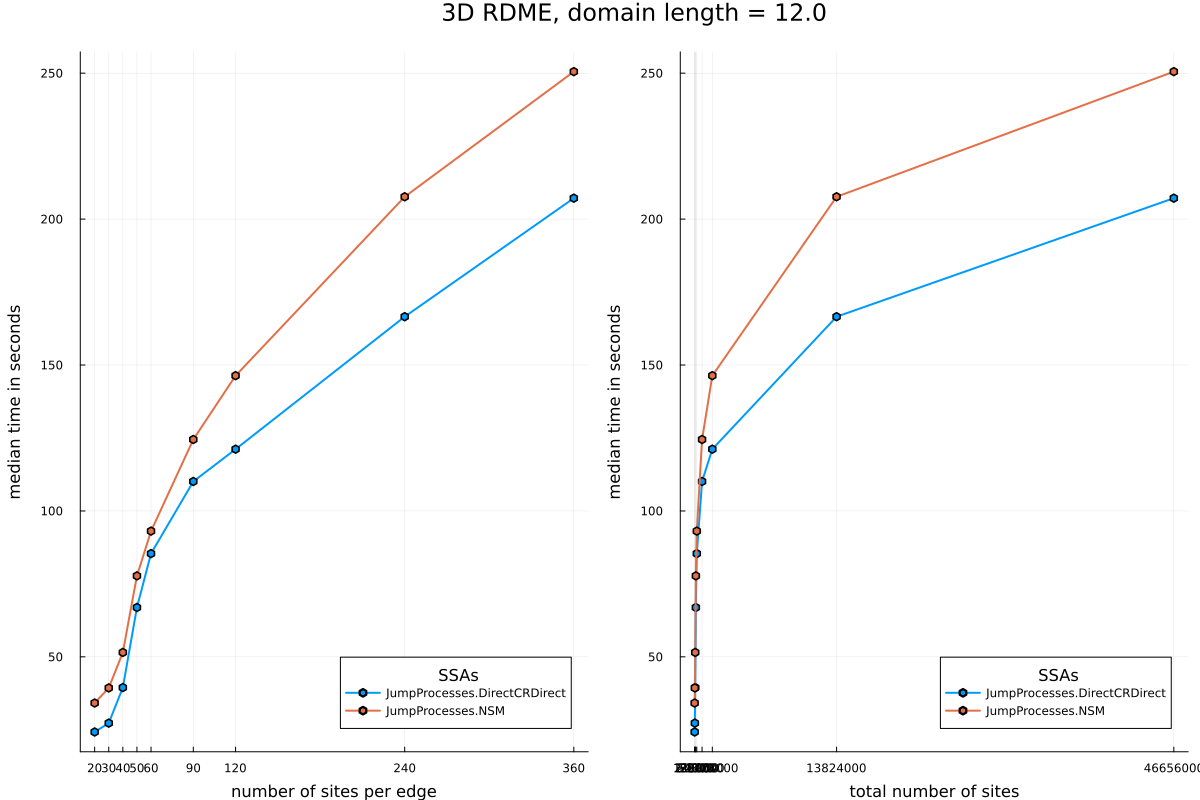 3D RDME, domain length = 12.0
250
200
150
100
50
median time in seconds
20 30 40 50 60 90 120 240 360
number of sites per edge
SSAs
JumpProcesses.DirectCRDirect
JumpProcesses.NSM
250
200
150
100
50
median time in seconds
13824000 46656000
total number of sites
SSAs
JumpProcesses.DirectCRDirect
JumpProcesses.NSM